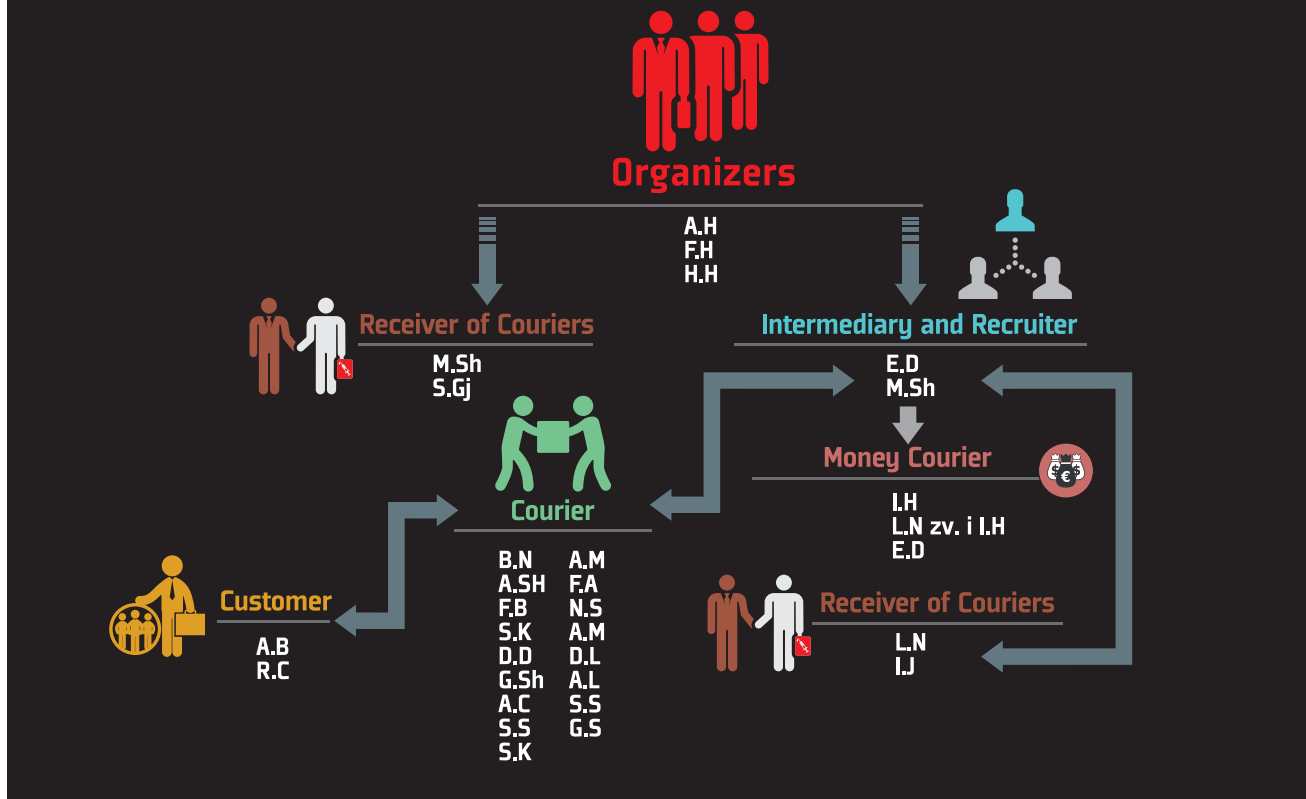 Organizers
A.H
F.H
H.H
Receiver of Couriers
M.Sh
S.Gj
Intermediary and Recruiter
E.D
M.Sh
Money Courier
I.H
L.N zv. i I.H
E.D
Courier
B.N
A.SH
F.B
S.K
D.D
G.Sh
A.C
S.S
S.K
A.M
F.A
N.S
A.M
D.L
A.L
S.S
G.S
Customer
A.B
R.C
Receiver of Couriers
L.N
I.J